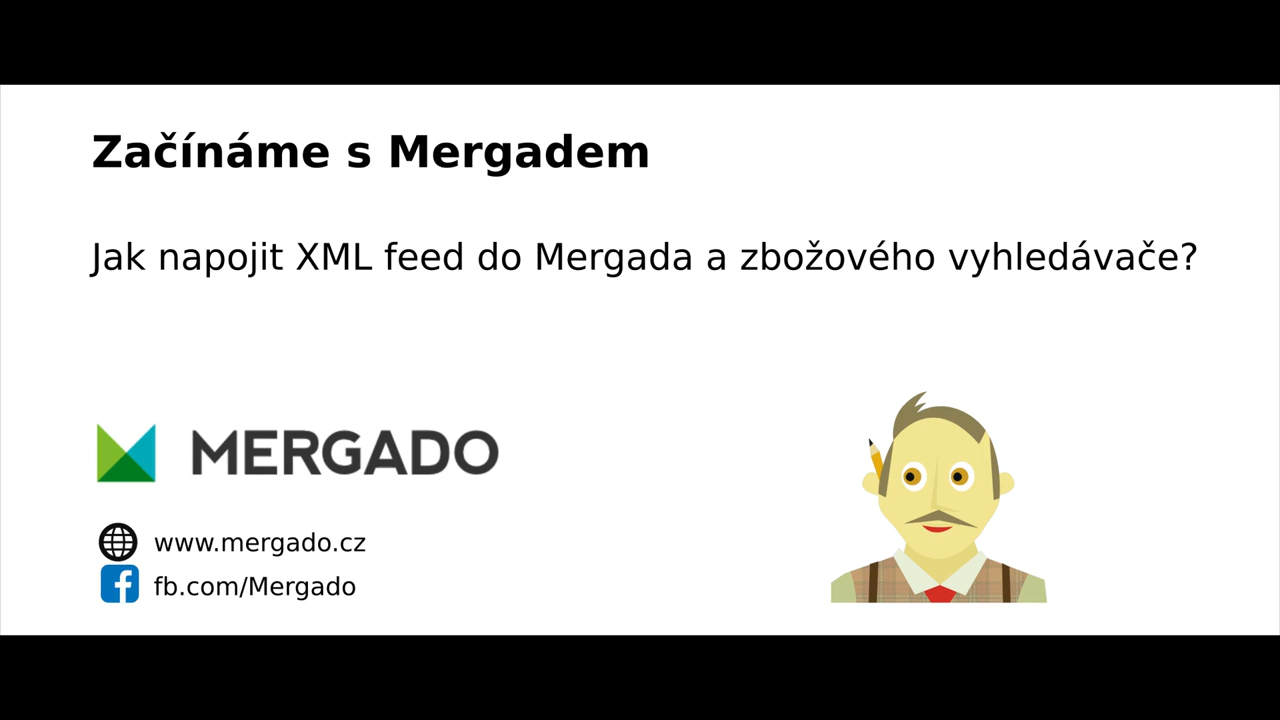 Začínáme s Mergadem
Jak napojit XML feed do Mergada a zbožového vyhledávače?
MERGADO
www.mergado.cz
fb.com/Mergado